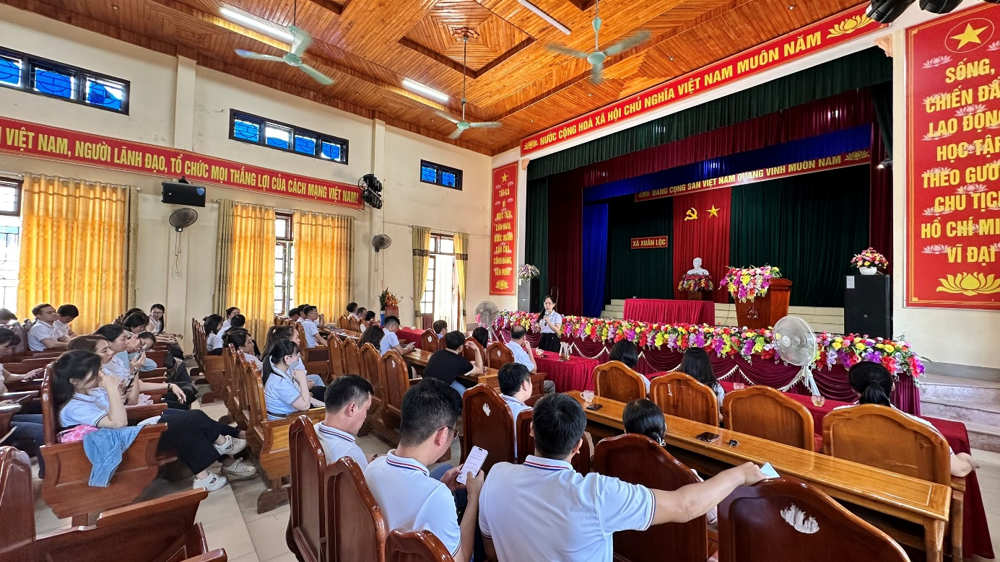 VIỆT NAM, NGƯỜI LÃNH ĐẠO, TỔ CHỨC MỌI THẮNG LỢI CỦA CÁCH MẠNG VIỆT NAM!
TẤT CẢ
VÌ
MỤC TIÊU
DÂN GIÀU,
NƯỚC MẠNH
DÂN CHỦ
CÔNG BẰNG,
VĂN MINH
NƯỚC CỘNG HOÀ XÃ HỘI CHỦ NGHĨA VIỆT NAM MUÔN NĂM
ĐẢNG CỘNG SẢN VIỆT NAM QUANG VINH MUÔN NĂM
XÃ XUÂN LỘC
SỐNG,
CHIẾN ĐẤ
LAO ĐỘNG
HỌC TẬP
THEO GƯƠ
CHỦ TỊCH
HỒ CHÍ MI
VĨ ĐẠI